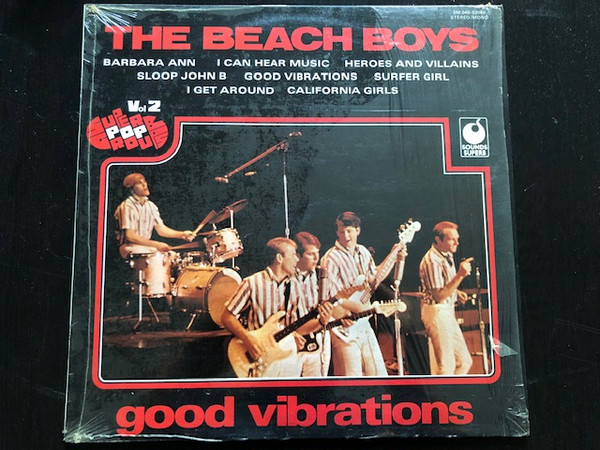 THE BEACH BOYS
STEREO/MONO
BARBARA ANN I CAN HEAR MUSIC HEROES AND VILLAINS
SLOOP JOHN B GOOD VIBRATIONS SURFER GIRL
I GET AROUND CALIFORNIA GIRLS
Vol 2
SUPERB
POP
GROUPS
SOUNDS
SUPERB
good vibrations